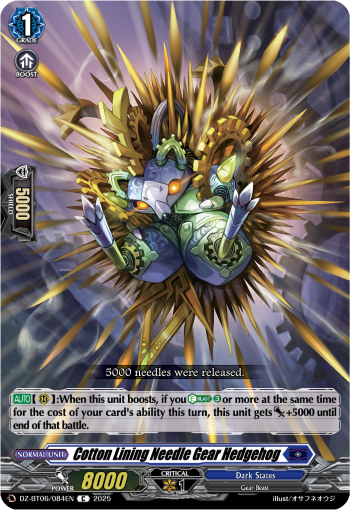 1
GRADE
BOOST
5000
SHIELD
5000 needles were released.
AUTO【 】:When this unit boosts, if you E BLAST 3 or more at the same time
for the cost of your card's ability this turn, this unit gets +5000 until
end of that battle.
NORMAL UNIT Cotton Lining Needle Gear Hedgehog
POWER 8000 CRITICAL 1 Dark States
Gear Beast
DZ-BT06/084EN C 2025 illust/オサフネオウジ